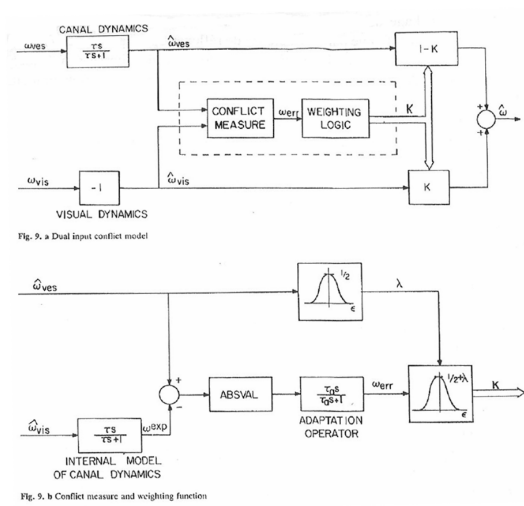 CANAL DYNAMICS
ωves
τs
τs+1
ω̂ves
1-K
CONFLICT
MEASURE
ωerr
WEIGHTING
LOGIC
K
+
+
ω̂
ωvis
-1
ω̂vis
K
VISUAL DYNAMICS
Fig. 9. a Dual input conflict model
ω̂ves
1/2
ϵ
λ
+
-
ABSVAL
τas
τas+1
ωerr
ADAPTATION
OPERATOR
1/2+λ
ϵ
K
ω̂vis
τs
τs+1
ωexp
INTERNAL MODEL
OF CANAL DYNAMICS
Fig. 9. b Conflict measure and weighting function